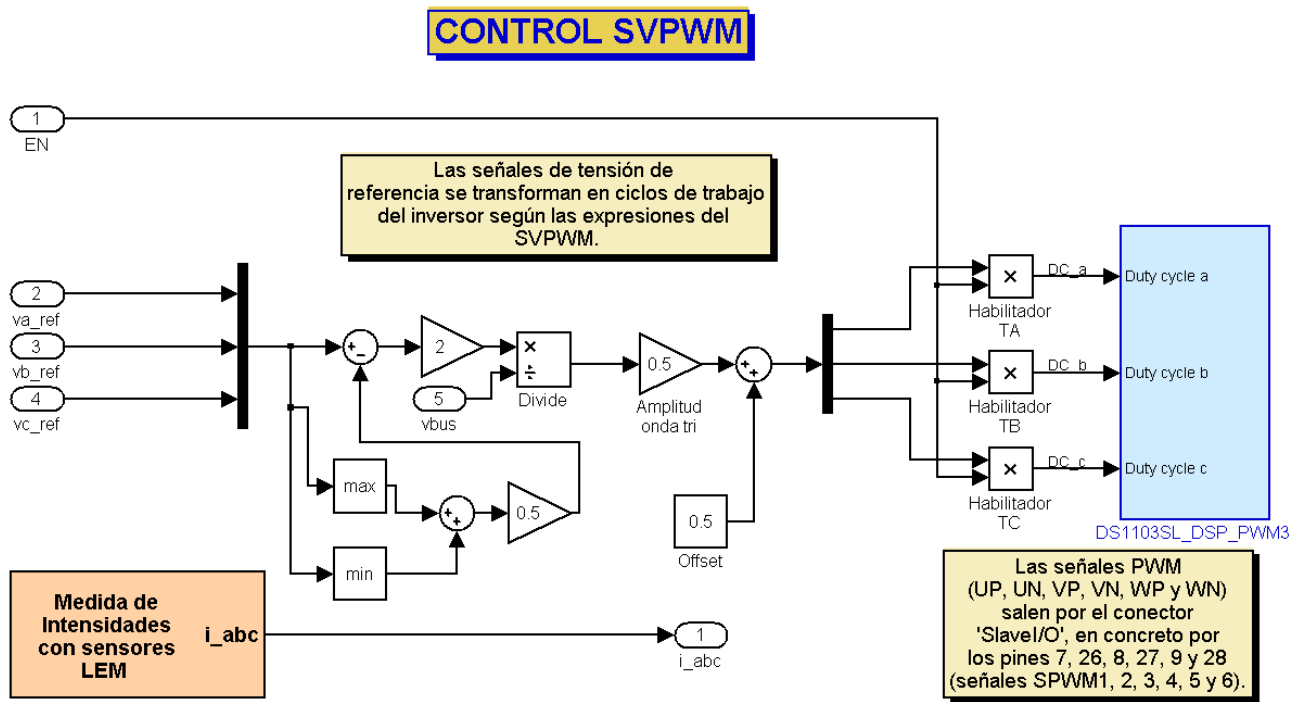 CONTROL SVPWM
1
EN
Las señales de tensión de
referencia se transforman en ciclos de trabajo
del inversor según las expresiones del
SVPWM.
2
va_ref
3
vb_ref
4
vc_ref
+
−
2
5
vbus
×
÷
Divide
0.5
Amplitud
onda tri
+
+
max
min
+
+
0.5
0.5
Offset
×
Habilitador
TA
DC_a
×
Habilitador
TB
DC_b
×
Habilitador
TC
DC_c
Duty cycle a
Duty cycle b
Duty cycle c
DS1103SL_DSP_PWM3
Medida de
Intensidades
con sensores
LEM
i_abc
1
i_abc
Las señales PWM
(UP, UN, VP, VN, WP y WN)
salen por el conector
'SlaveI/O', en concreto por
los pines 7, 26, 8, 27, 9 y 28
(señales SPWM1, 2, 3, 4, 5 y 6).